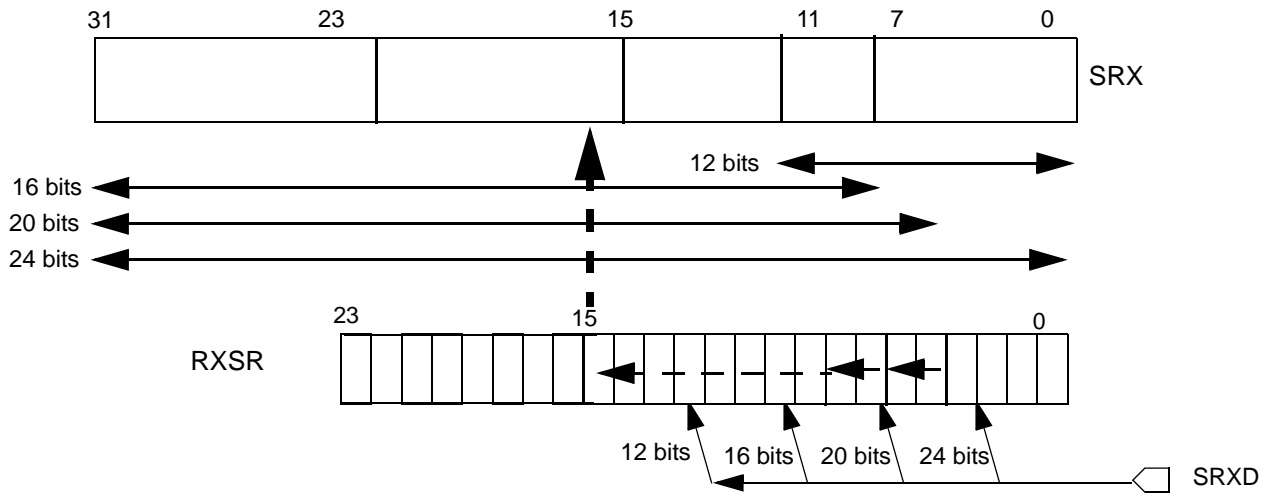 31 23 15 11 7 0
SRX
12 bits
16 bits
20 bits
24 bits
23 15 0
RXSR
12 bits 16 bits 20 bits 24 bits
SRXD